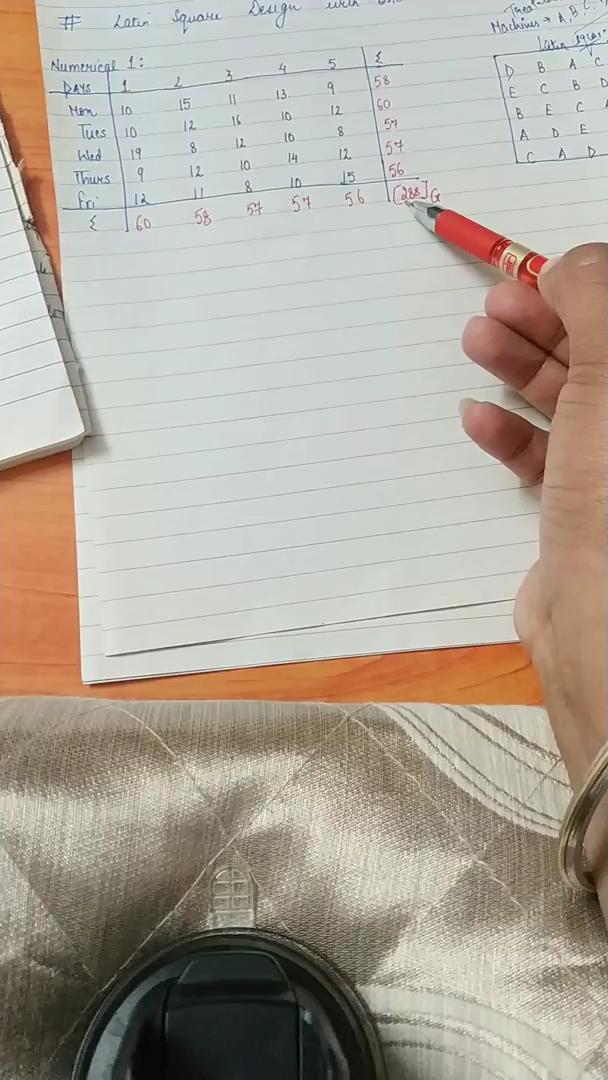 # Latin Square Design with
Treat
Machines → A, B, C,
Latin square
Numerical 1:
DAYS 1 2 3 4 5 Σ
Mon 10 15 11 13 9 58
Tues 10 12 16 10 12 60
Wed 19 8 12 10 8 57
Thurs 9 12 10 14 12 57
Fri 12 11 8 10 15 56
Σ 60 58 57 57 56 [288] G
D B A C
E C B D
B E C A
A D E
C A D